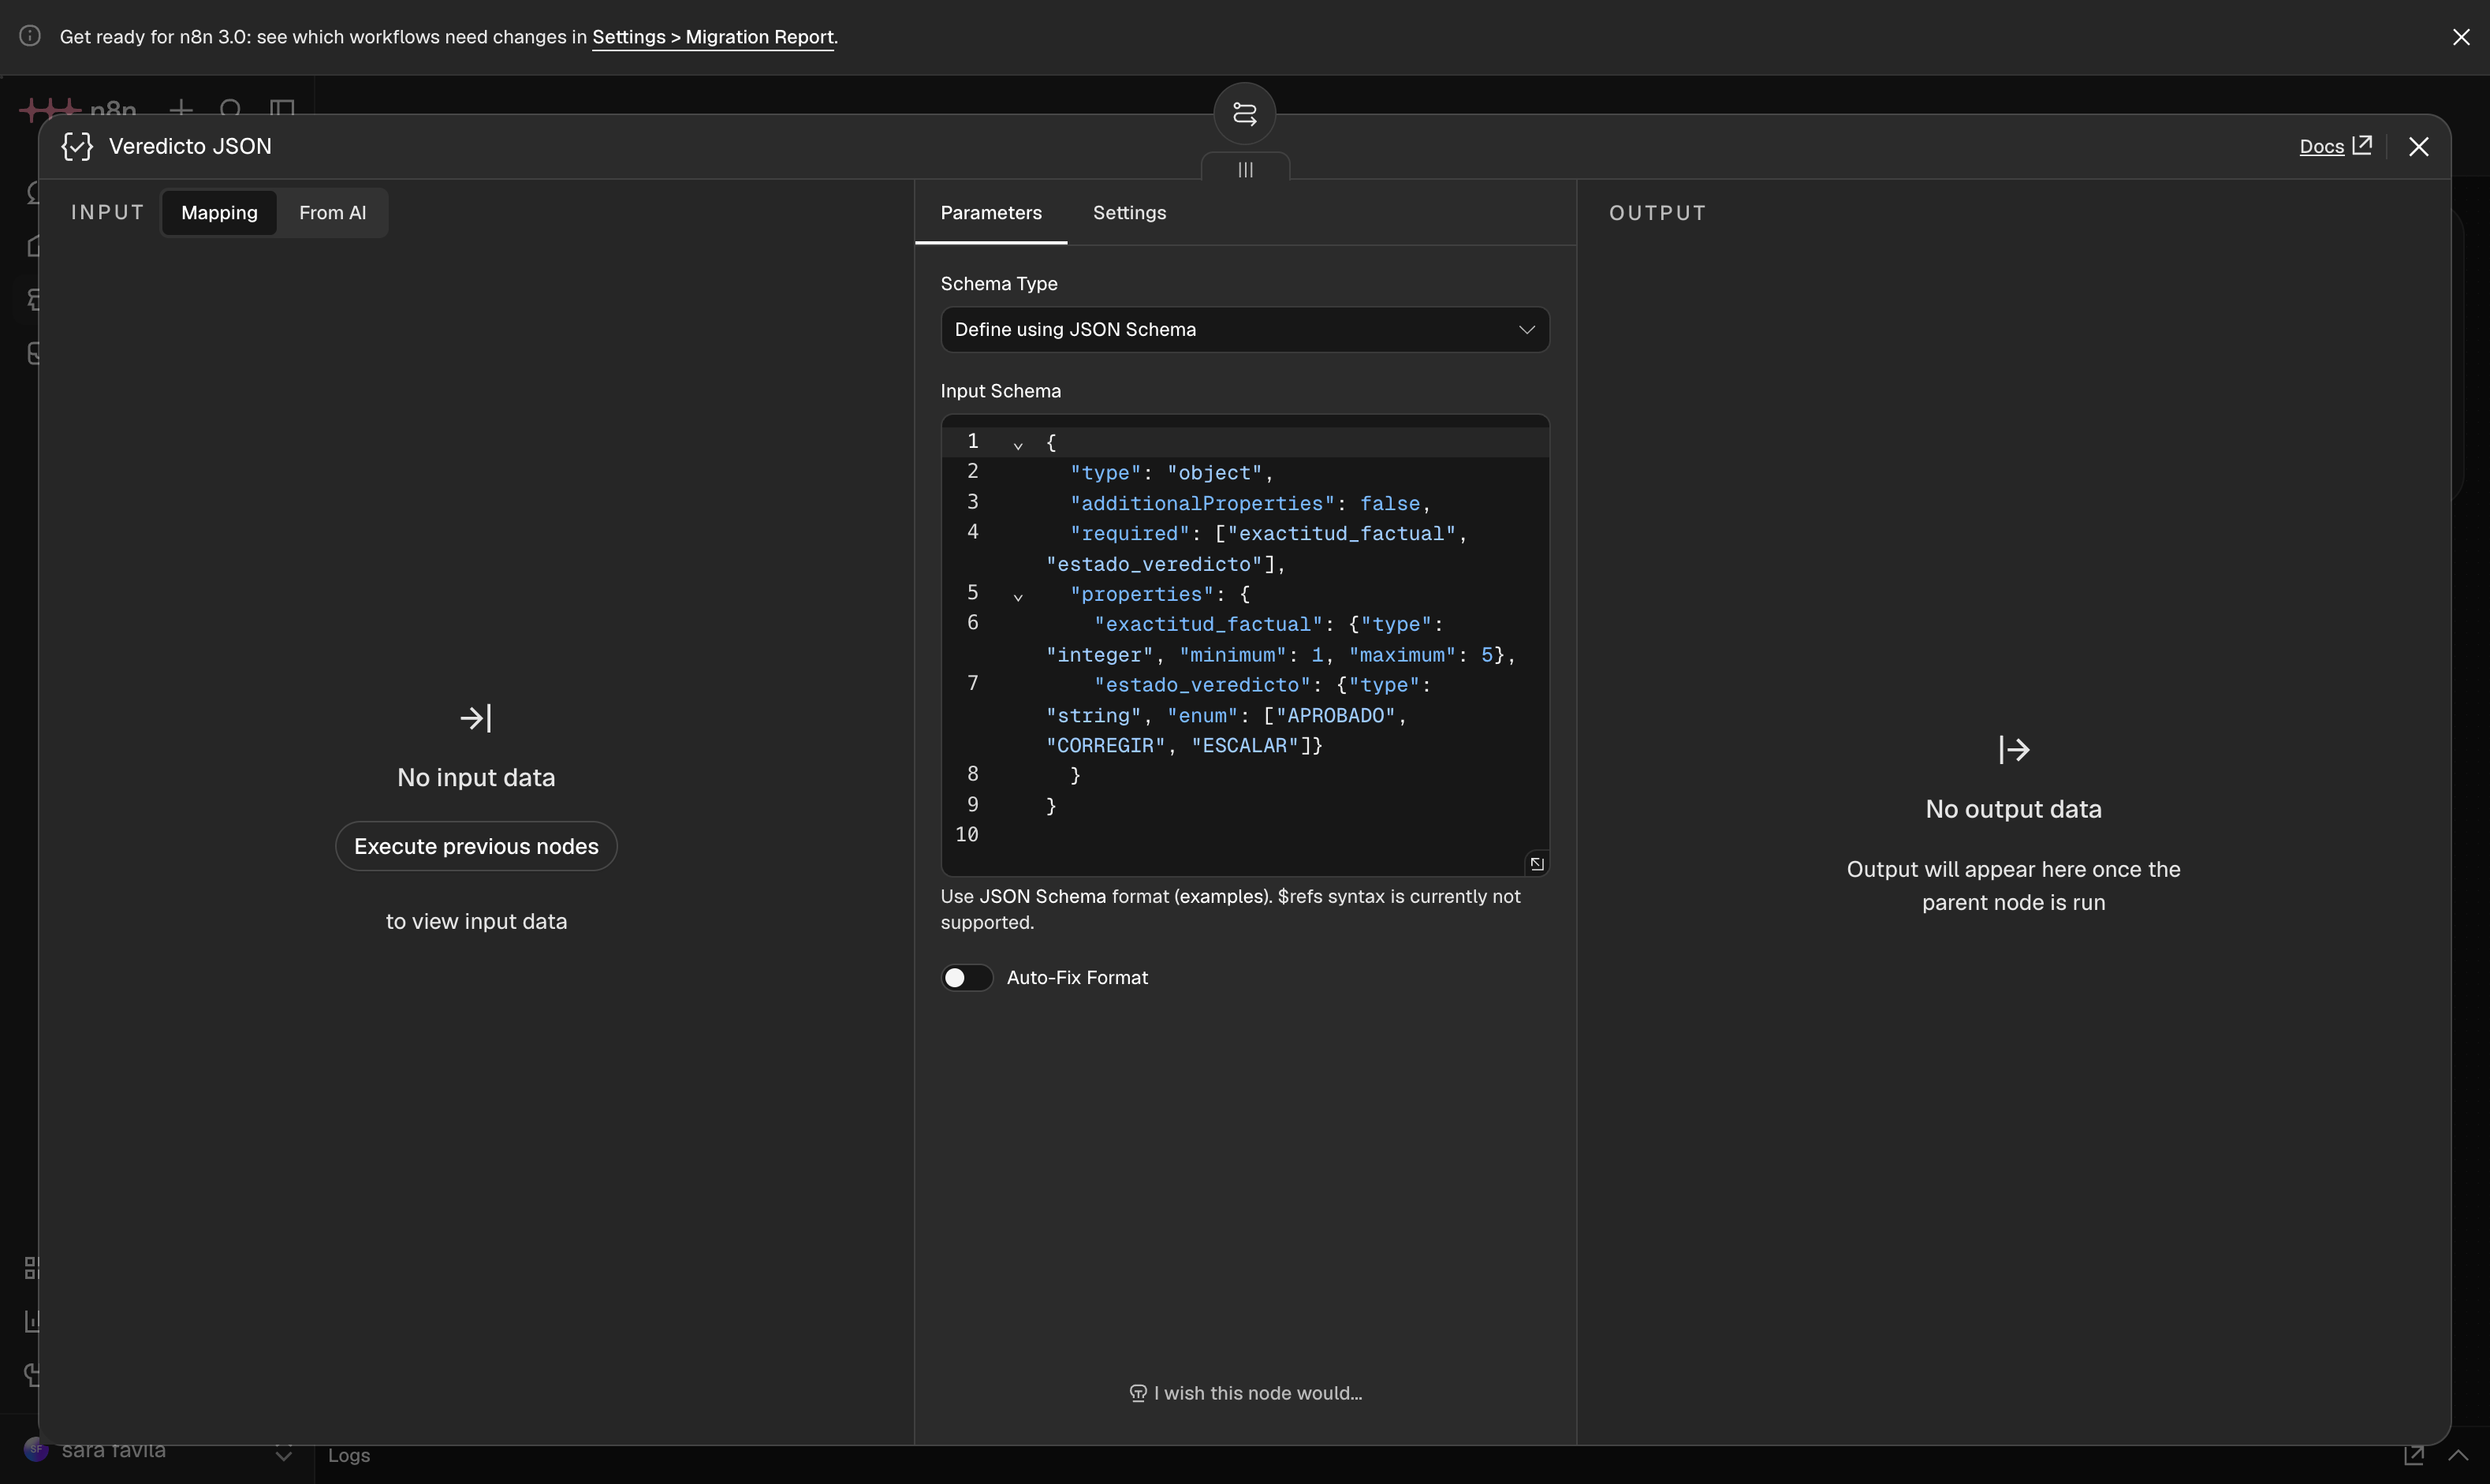 Get ready for n8n 3.0: see which workflows need changes in Settings > Migration Report.
n8n
Veredicto JSON
Docs
INPUT
Mapping
From AI
Parameters
Settings
OUTPUT
Schema Type
Define using JSON Schema
Input Schema
1 {
2 "type": "object",
3 "additionalProperties": false,
4 "required": ["exactitud_factual",
"estado_veredicto"],
5 "properties": {
6 "exactitud_factual": {"type":
"integer", "minimum": 1, "maximum": 5},
7 "estado_veredicto": {"type":
"string", "enum": ["APROBADO",
"CORREGIR", "ESCALAR"]}
8 }
9 }
10
Use JSON Schema format (examples). $refs syntax is currently not
supported.
Auto-Fix Format
No input data
Execute previous nodes
to view input data
No output data
Output will appear here once the
parent node is run
I wish this node would...
SF
sara favila
Logs